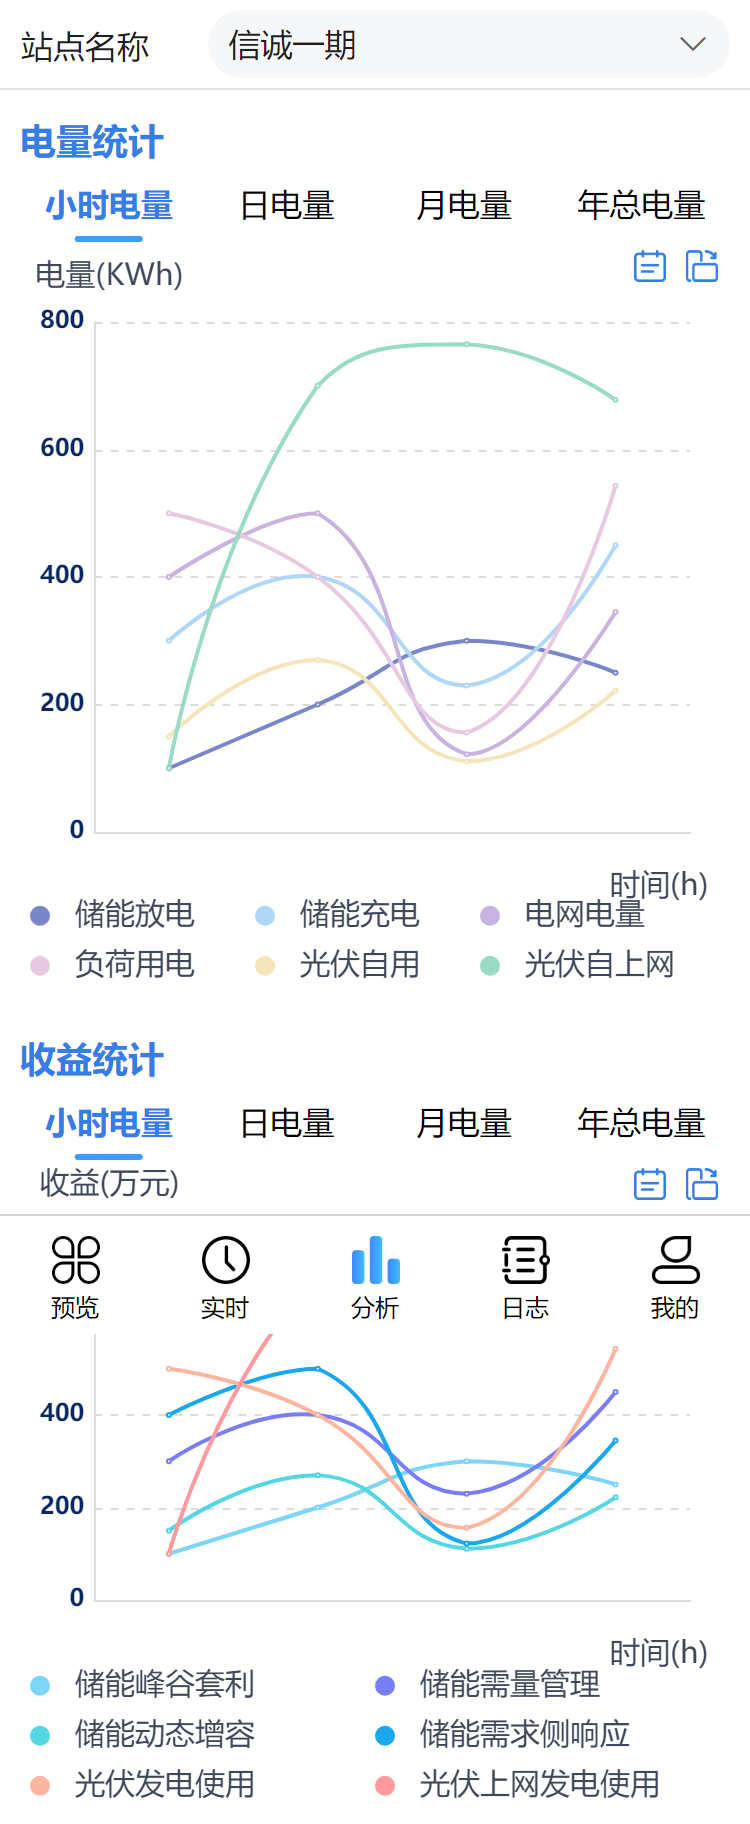 站点名称 信诚一期
电量统计
小时电量 日电量 月电量 年总电量
电量(KWh)
800
600
400
200
0
时间(h)
储能放电 储能充电 电网电量
负荷用电 光伏自用 光伏自上网
收益统计
小时电量 日电量 月电量 年总电量
收益(万元)
预览 实时 分析 日志 我的
400
200
0
时间(h)
储能峰谷套利 储能需量管理
储能动态增容 储能需求侧响应
光伏发电使用 光伏上网发电使用